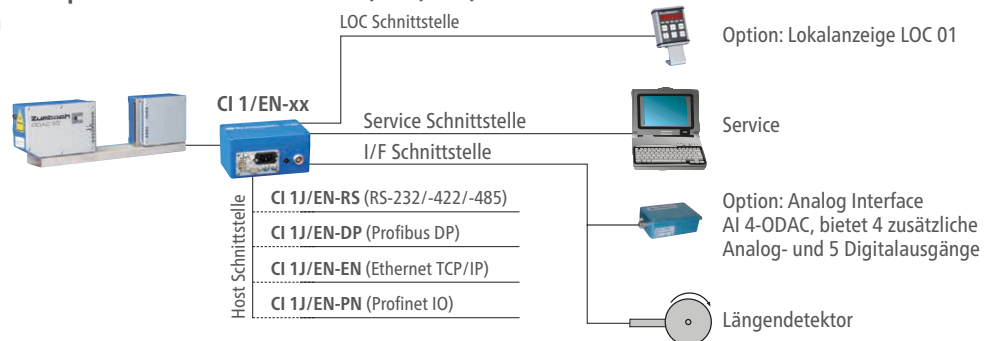 LOC Schnittstelle
Option: Lokalanzeige LOC 01
Zumbach
CI 1/EN-xx
Service Schnittstelle
Service
I/F Schnittstelle
Host Schnittstelle
CI 1J/EN-RS (RS-232/-422/-485)
CI 1J/EN-DP (Profibus DP)
CI 1J/EN-EN (Ethernet TCP/IP)
CI 1J/EN-PN (Profinet IO)
Option: Analog Interface
AI 4-ODAC, bietet 4 zusätzliche
Analog- und 5 Digitalausgänge
Längendetektor